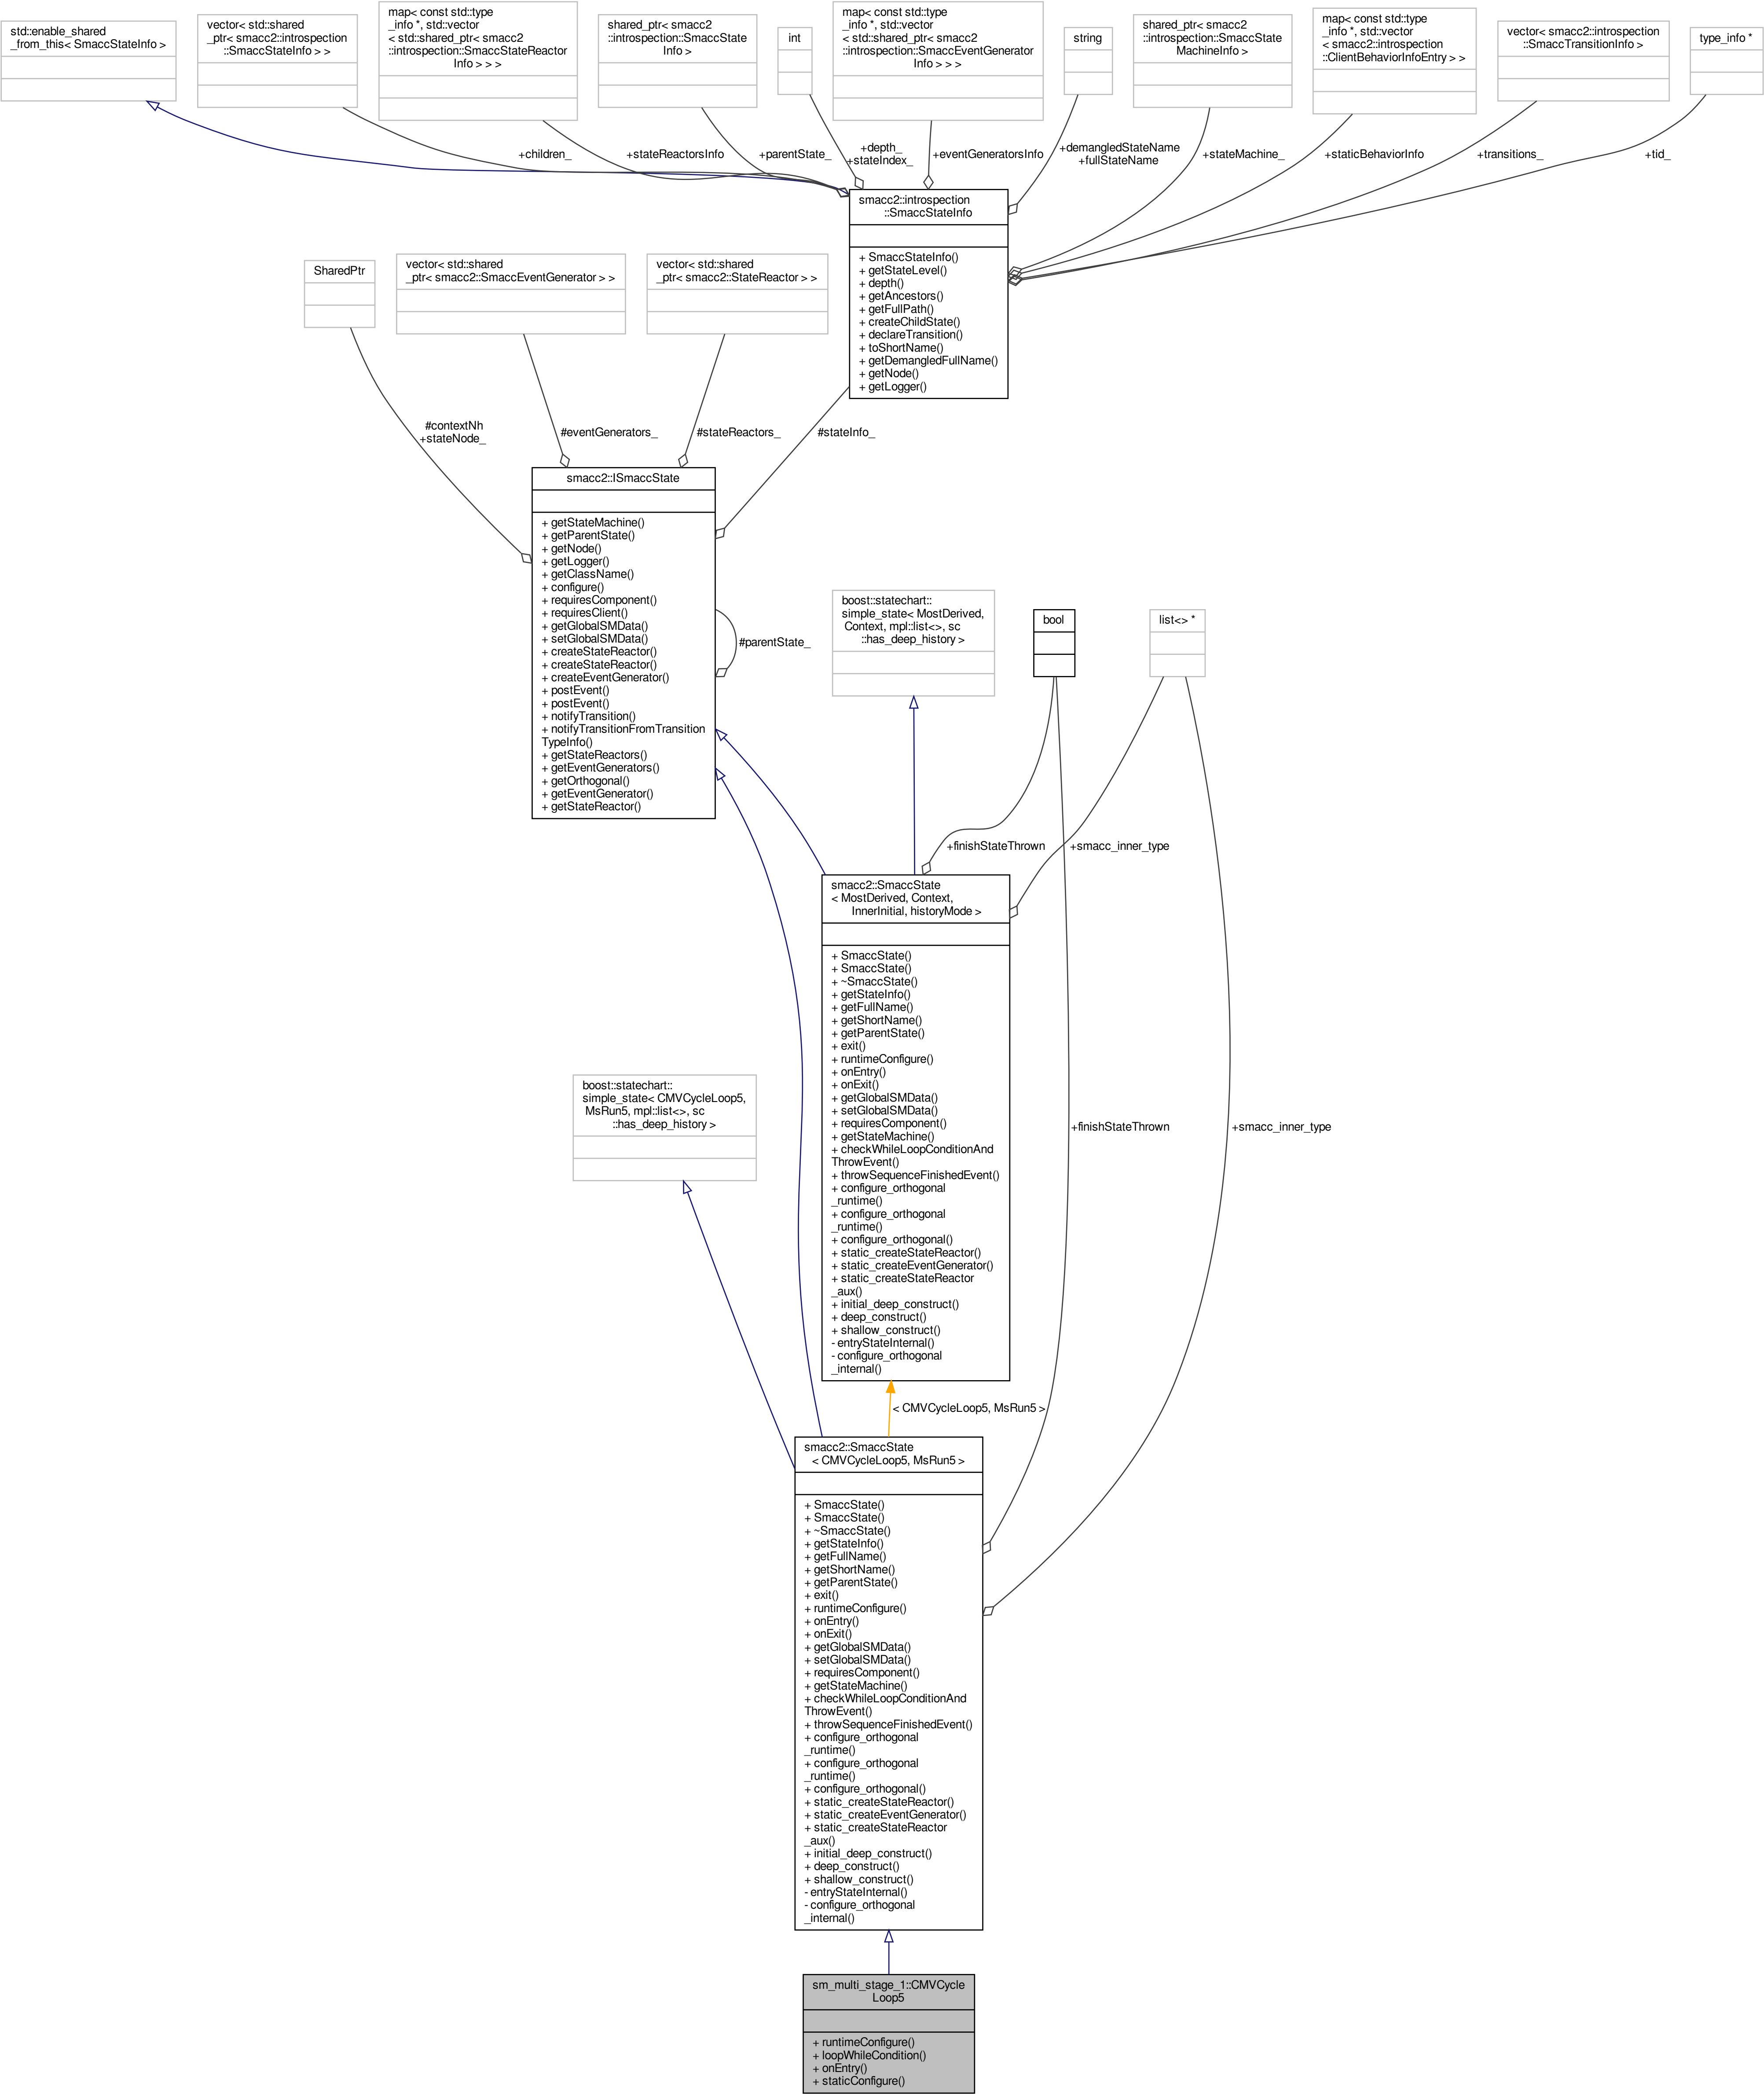 std::enable_shared
_from_this< SmaccStateInfo >
vector< std::shared
_ptr< smacc2::introspection
::SmaccStateInfo > >
map< const std::type
_info *, std::vector
< std::shared_ptr< smacc2
::introspection::SmaccStateReactor
Info > > >
shared_ptr< smacc2
::introspection::SmaccState
Info >
int
map< const std::type
_info *, std::vector
< std::shared_ptr< smacc2
::introspection::SmaccEventGenerator
Info > > >
string
shared_ptr< smacc2
::introspection::SmaccState
MachineInfo >
map< const std::type
_info *, std::vector
< smacc2::introspection
::ClientBehaviorInfoEntry > >
vector< smacc2::introspection
::SmaccTransitionInfo >
type_info *
+children_
+stateReactorsInfo
+parentState_
+depth_
+stateIndex_
+eventGeneratorsInfo
+demangledStateName
+fullStateName
+stateMachine_
+staticBehaviorInfo
+transitions_
+tid_
smacc2::introspection
::SmaccStateInfo
+ SmaccStateInfo()
+ getStateLevel()
+ depth()
+ getAncestors()
+ getFullPath()
+ createChildState()
+ declareTransition()
+ toShortName()
+ getDemangledFullName()
+ getNode()
+ getLogger()
SharedPtr
vector< std::shared
_ptr< smacc2::SmaccEventGenerator > >
vector< std::shared
_ptr< smacc2::StateReactor > >
#contextNh
+stateNode_
#eventGenerators_
#stateReactors_
#stateInfo_
smacc2::ISmaccState
+ getStateMachine()
+ getParentState()
+ getNode()
+ getLogger()
+ getClassName()
+ configure()
+ requiresComponent()
+ requiresClient()
+ getGlobalSMData()
+ setGlobalSMData()
+ createStateReactor()
+ createStateReactor()
+ createEventGenerator()
+ postEvent()
+ postEvent()
+ notifyTransition()
+ notifyTransitionFromTransition
TypeInfo()
+ getStateReactors()
+ getEventGenerators()
+ getOrthogonal()
+ getEventGenerator()
+ getStateReactor()
#parentState_
boost::statechart::
simple_state< MostDerived,
Context, mpl::list<>, sc
::has_deep_history >
bool
list<> *
+finishStateThrown
+smacc_inner_type
smacc2::SmaccState
< MostDerived, Context,
InnerInitial, historyMode >
+ SmaccState()
+ SmaccState()
+ ~SmaccState()
+ getStateInfo()
+ getFullName()
+ getShortName()
+ getParentState()
+ exit()
+ runtimeConfigure()
+ onEntry()
+ onExit()
+ getGlobalSMData()
+ setGlobalSMData()
+ requiresComponent()
+ getStateMachine()
+ checkWhileLoopConditionAnd
ThrowEvent()
+ throwSequenceFinishedEvent()
+ configure_orthogonal
_runtime()
+ configure_orthogonal
_runtime()
+ configure_orthogonal()
+ static_createStateReactor()
+ static_createEventGenerator()
+ static_createStateReactor
_aux()
+ initial_deep_construct()
+ deep_construct()
+ shallow_construct()
- entryStateInternal()
- configure_orthogonal
_internal()
boost::statechart::
simple_state< CMVCycleLoop5,
MsRun5, mpl::list<>, sc
::has_deep_history >
+finishStateThrown
+smacc_inner_type
< CMVCycleLoop5, MsRun5 >
smacc2::SmaccState
< CMVCycleLoop5, MsRun5 >
+ SmaccState()
+ SmaccState()
+ ~SmaccState()
+ getStateInfo()
+ getFullName()
+ getShortName()
+ getParentState()
+ exit()
+ runtimeConfigure()
+ onEntry()
+ onExit()
+ getGlobalSMData()
+ setGlobalSMData()
+ requiresComponent()
+ getStateMachine()
+ checkWhileLoopConditionAnd
ThrowEvent()
+ throwSequenceFinishedEvent()
+ configure_orthogonal
_runtime()
+ configure_orthogonal
_runtime()
+ configure_orthogonal()
+ static_createStateReactor()
+ static_createEventGenerator()
+ static_createStateReactor
_aux()
+ initial_deep_construct()
+ deep_construct()
+ shallow_construct()
- entryStateInternal()
- configure_orthogonal
_internal()
sm_multi_stage_1::CMVCycle
Loop5
+ runtimeConfigure()
+ loopWhileCondition()
+ onEntry()
+ staticConfigure()